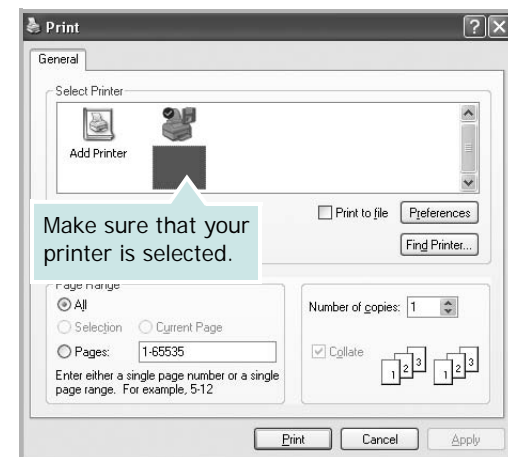 Print
General
Select Printer
Add Printer
Make sure that your
printer is selected.
Print to file
Preferences
Find Printer...
Page Range
All
Selection
Current Page
Pages:
1-65535
Enter either a single page number or a single
page range. For example, 5-12
Number of copies:
1
Collate
1 2 3
1 2 3
Print
Cancel
Apply